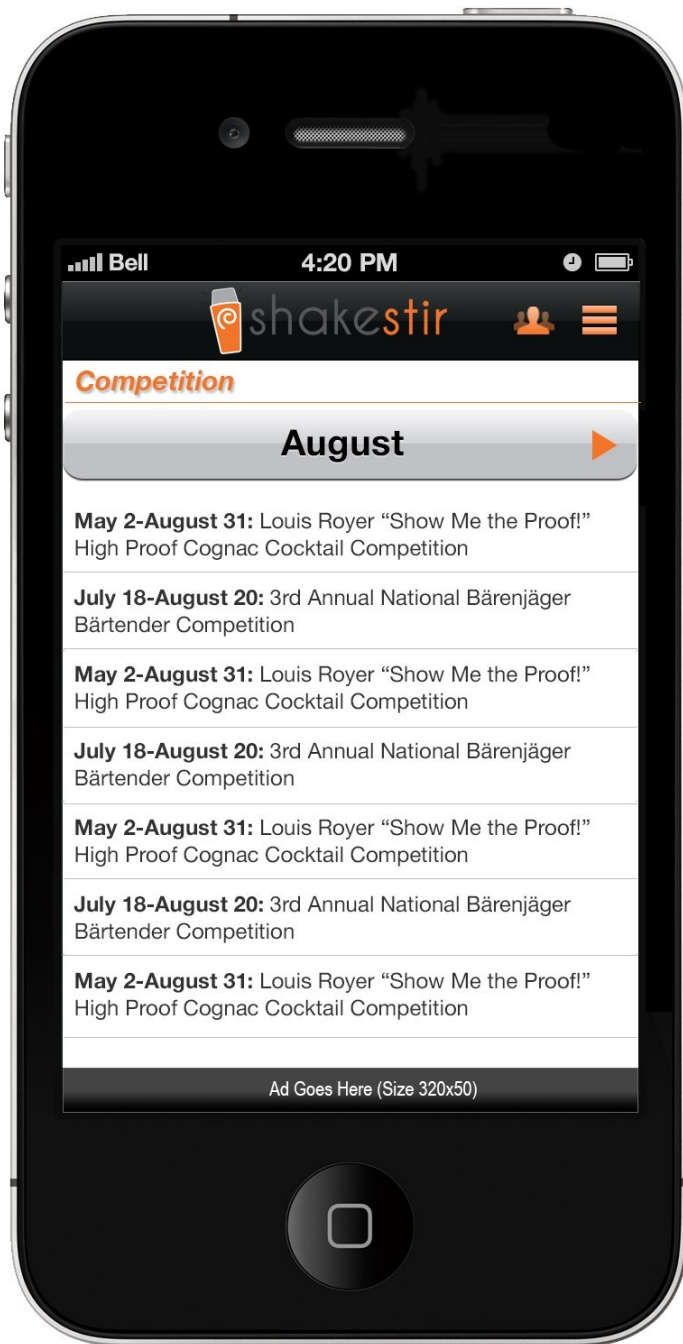 Bell
4:20 PM
shakestir
Competition
August
May 2-August 31: Louis Royer “Show Me the Proof!”
High Proof Cognac Cocktail Competition
July 18-August 20: 3rd Annual National Bärenjäger
Bärtender Competition
May 2-August 31: Louis Royer “Show Me the Proof!”
High Proof Cognac Cocktail Competition
July 18-August 20: 3rd Annual National Bärenjäger
Bärtender Competition
May 2-August 31: Louis Royer “Show Me the Proof!”
High Proof Cognac Cocktail Competition
July 18-August 20: 3rd Annual National Bärenjäger
Bärtender Competition
May 2-August 31: Louis Royer “Show Me the Proof!”
High Proof Cognac Cocktail Competition
Ad Goes Here (Size 320x50)